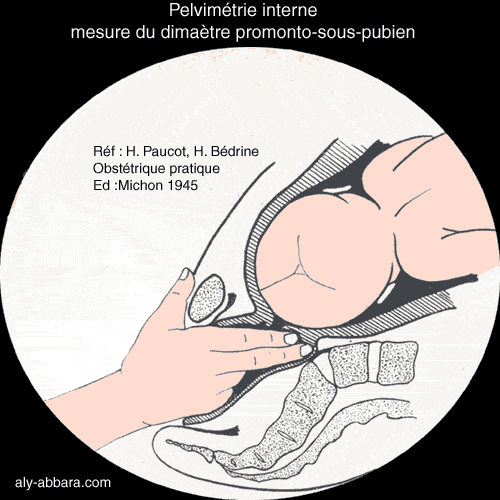 Pelvimétrie interne
mesure du dimaètre promonto-sous-pubien
Réf : H. Paucot, H. Bédrine
Obstétrique pratique
Ed :Michon 1945
aly-abbara.com